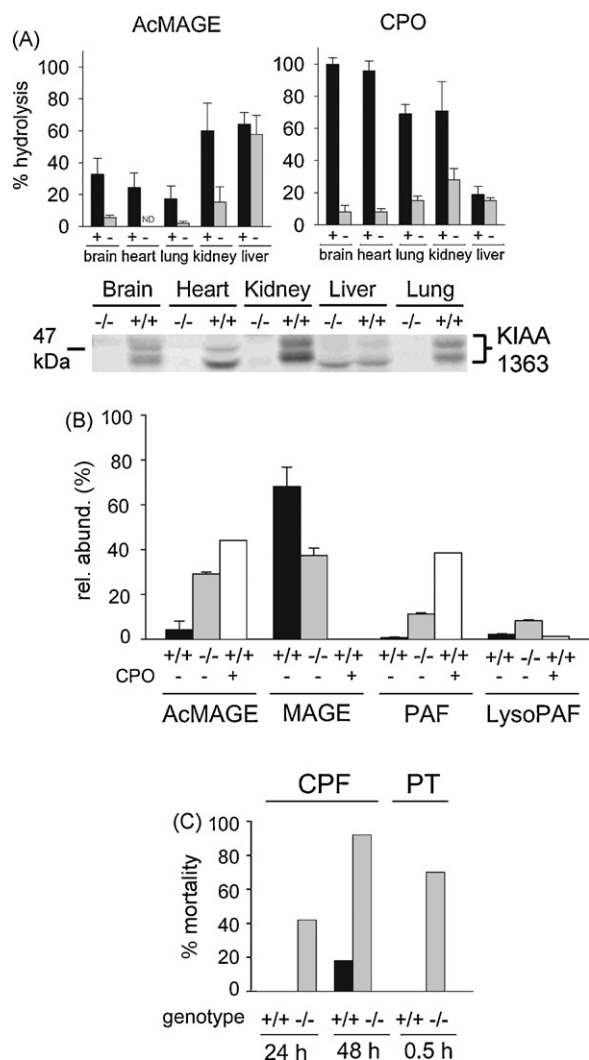 AcMAGE CPO
(A)
% hydrolysis
100
80
60
40
20
0
ND
+ - + - + - + - + -
brain heart lung kidney liver
100
80
60
40
20
0
+ - + - + - + - + -
brain heart lung kidney liver
Brain Heart Kidney Liver Lung
-/- +/+ -/- +/+ -/- +/+ -/- +/+ -/- +/+
47
kDa
KIAA
1363
(B)
rel. abund. (%)
100
80
60
40
20
0
+/+ -/- +/+ +/+ -/- +/+ +/+ -/- +/+ +/+ -/- +/+
CPO - - + - - + - - + - - +
AcMAGE MAGE PAF LysoPAF
CPF PT
(C)
% mortality
100
80
60
40
20
0
genotype +/+ -/- +/+ -/- +/+ -/-
24 h 48 h 0.5 h